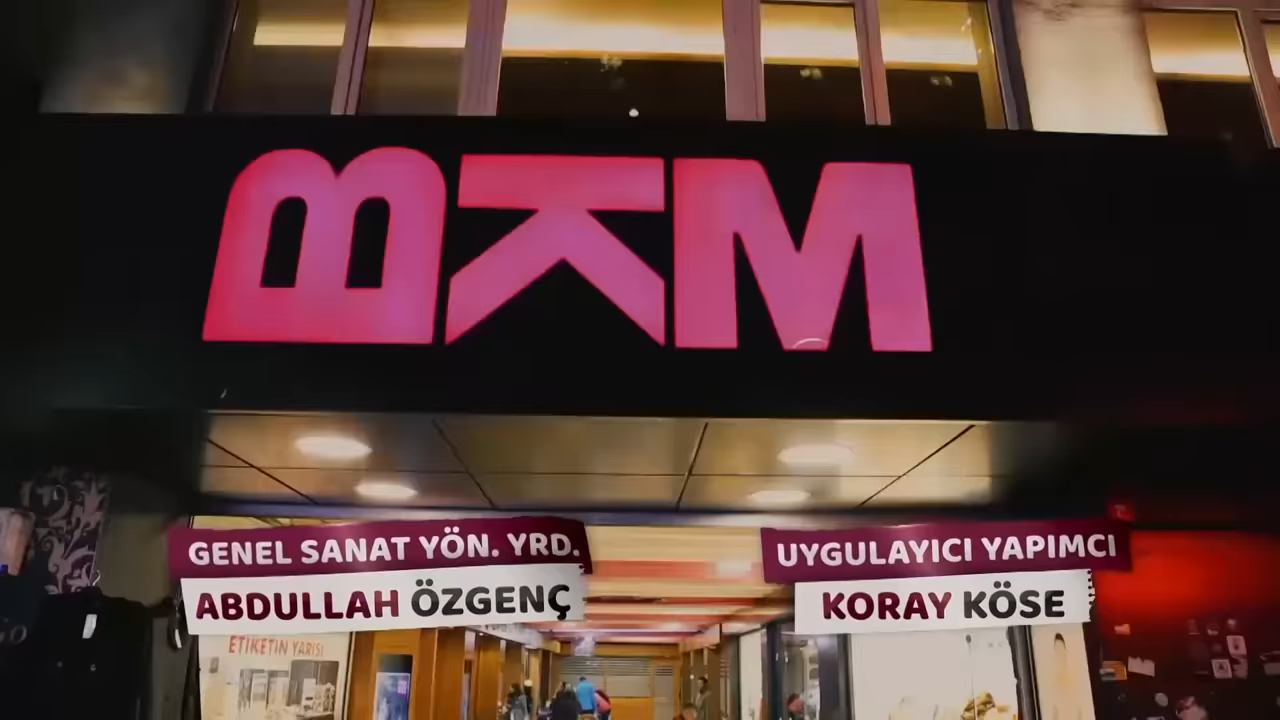 BKM
GENEL SANAT YÖN. YRD.
ABDULLAH ÖZGENÇ
UYGULAYICI YAPIMCI
KORAY KÖSE
ETİKETİN YARISI